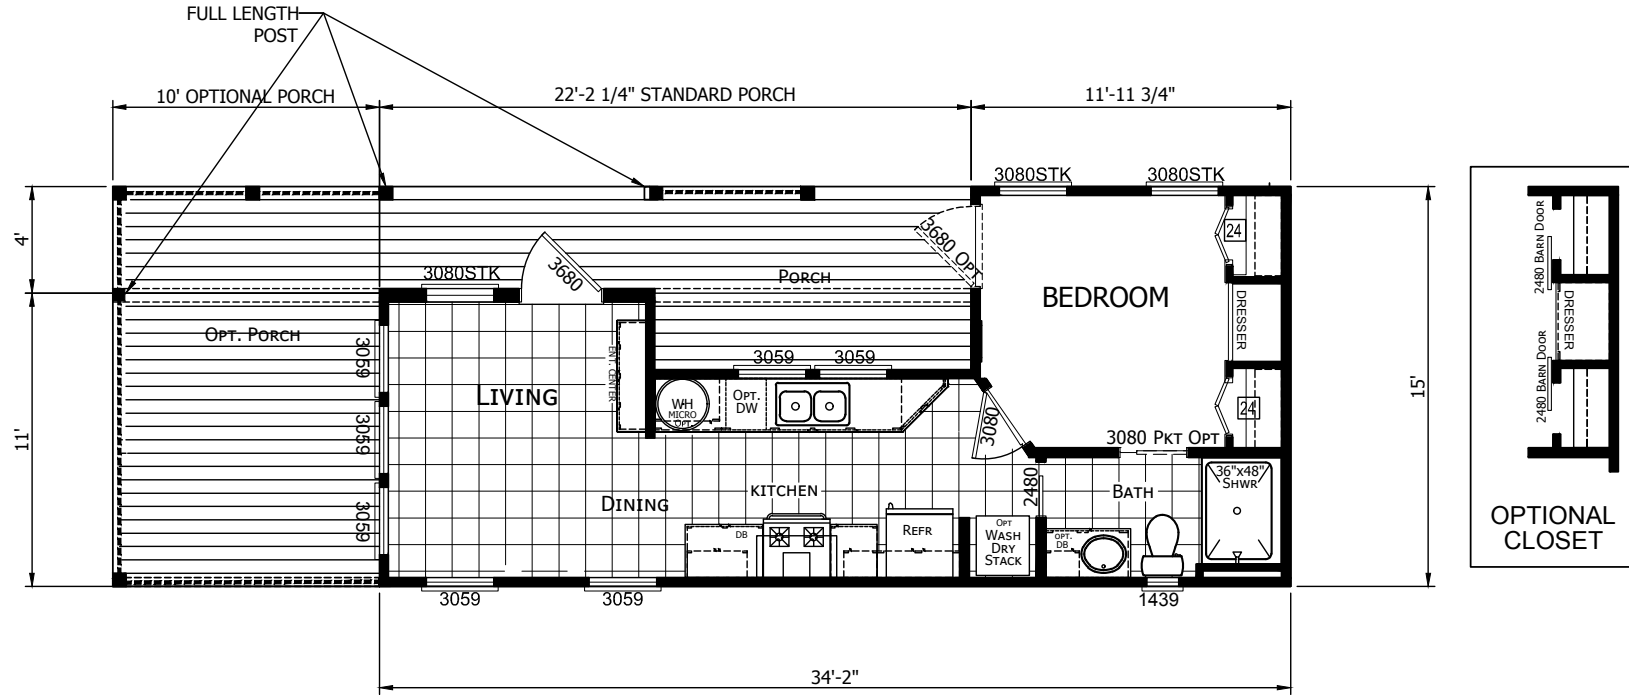 FULL LENGTH
POST
10' OPTIONAL PORCH
22'-2 1/4" STANDARD PORCH
11'-11 3/4"
3080STK
3080STK
4'
11'
15'
3080STK
3680
3680 OPT
PORCH
BEDROOM
24
DRESSER
24
OPT. PORCH
3059
3059
3059
LIVING
ENT. CENTER
3059
3059
WH
MICRO
OPT
OPT.
DW
3080
3080 PKT OPT
DINING
KITCHEN
2480
BATH
36"x48"
SHWR
DB
REFR
OPT
WASH
DRY
STACK
OPT.
DB
3059
3059
1439
34'-2"
2480 BARN DOOR
DRESSER
2480 BARN DOOR
OPTIONAL
CLOSET